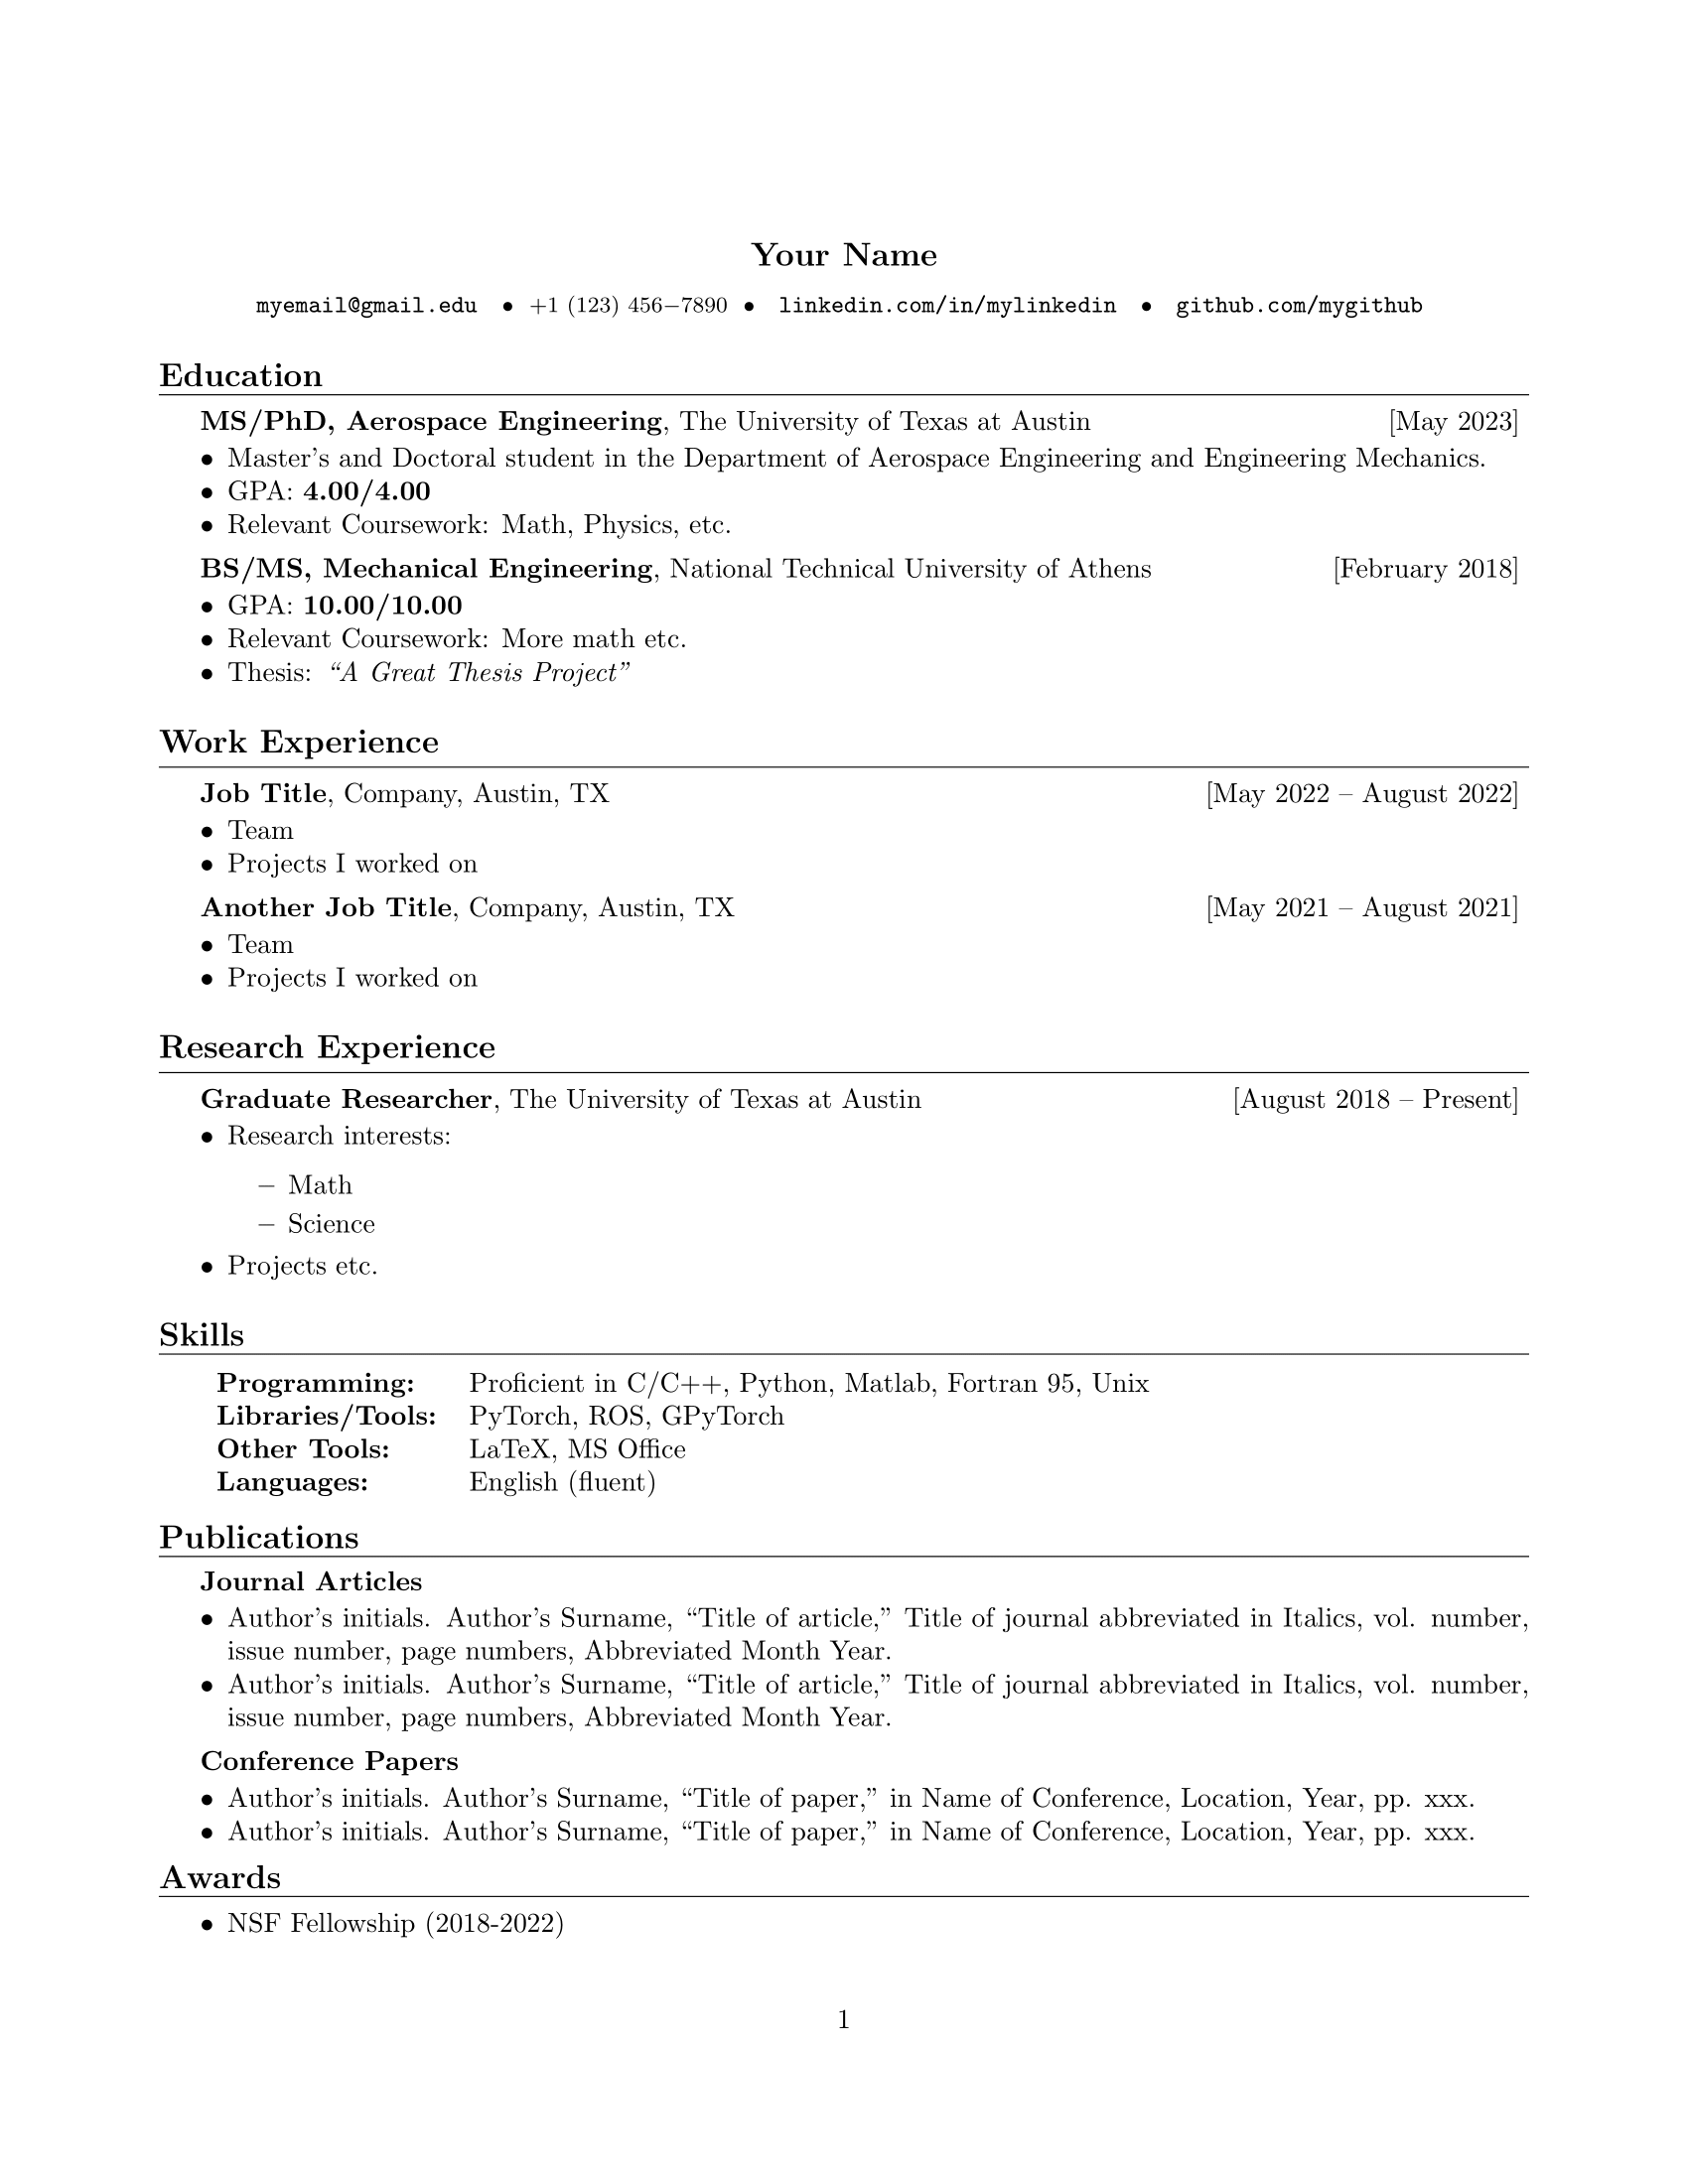 Your Name
myemail@gmail.edu • +1 (123) 456−7890 • linkedin.com/in/mylinkedin • github.com/mygithub
Education
MS/PhD, Aerospace Engineering, The University of Texas at Austin [May 2023]
• Master's and Doctoral student in the Department of Aerospace Engineering and Engineering Mechanics.
• GPA: 4.00/4.00
• Relevant Coursework: Math, Physics, etc.
BS/MS, Mechanical Engineering, National Technical University of Athens [February 2018]
• GPA: 10.00/10.00
• Relevant Coursework: More math etc.
• Thesis: “A Great Thesis Project”
Work Experience
Job Title, Company, Austin, TX [May 2022 – August 2022]
• Team
• Projects I worked on
Another Job Title, Company, Austin, TX [May 2021 – August 2021]
• Team
• Projects I worked on
Research Experience
Graduate Researcher, The University of Texas at Austin [August 2018 – Present]
• Research interests:
– Math
– Science
• Projects etc.
Skills
Programming: Proficient in C/C++, Python, Matlab, Fortran 95, Unix
Libraries/Tools: PyTorch, ROS, GPyTorch
Other Tools: LaTeX, MS Office
Languages: English (fluent)
Publications
Journal Articles
• Author's initials. Author's Surname, “Title of article,” Title of journal abbreviated in Italics, vol. number,
issue number, page numbers, Abbreviated Month Year.
• Author's initials. Author's Surname, “Title of article,” Title of journal abbreviated in Italics, vol. number,
issue number, page numbers, Abbreviated Month Year.
Conference Papers
• Author's initials. Author's Surname, “Title of paper,” in Name of Conference, Location, Year, pp. xxx.
• Author's initials. Author's Surname, “Title of paper,” in Name of Conference, Location, Year, pp. xxx.
Awards
• NSF Fellowship (2018-2022)
1